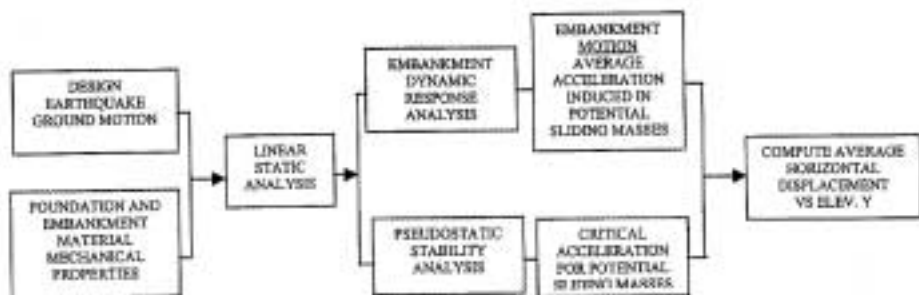 DESIGN
EARTHQUAKE
GROUND MOTION
FOUNDATION AND
EMBANKMENT
MATERIAL
MECHANICAL
PROPERTIES
LINEAR
STATIC
ANALYSIS
EMBANKMENT
DYNAMIC
RESPONSE
ANALYSIS
EMBANKMENT
MOTION
AVERAGE
ACCELERATION
INDUCED IN
POTENTIAL
SLIDING MASSES
PSEUDOSTATIC
STABILITY
ANALYSIS
CRITICAL
ACCELERATION
FOR POTENTIAL
SLIDING MASSES
COMPUTE AVERAGE
HORIZONTAL
DISPLACEMENT
VS ELEV. Y